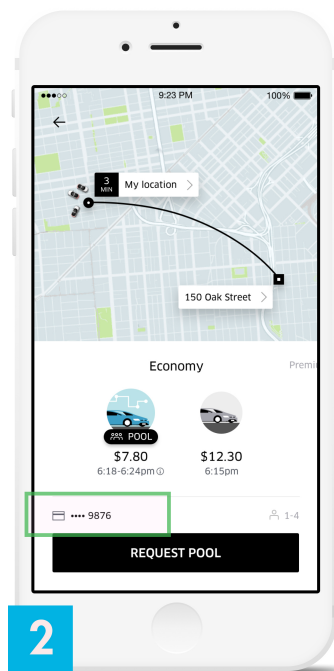 9:23 PM 100%
3 MIN My location
150 Oak Street
Economy Premi
POOL
$7.80 $12.30
6:18-6:24pm 6:15pm
•••• 9876 1-4
REQUEST POOL
2